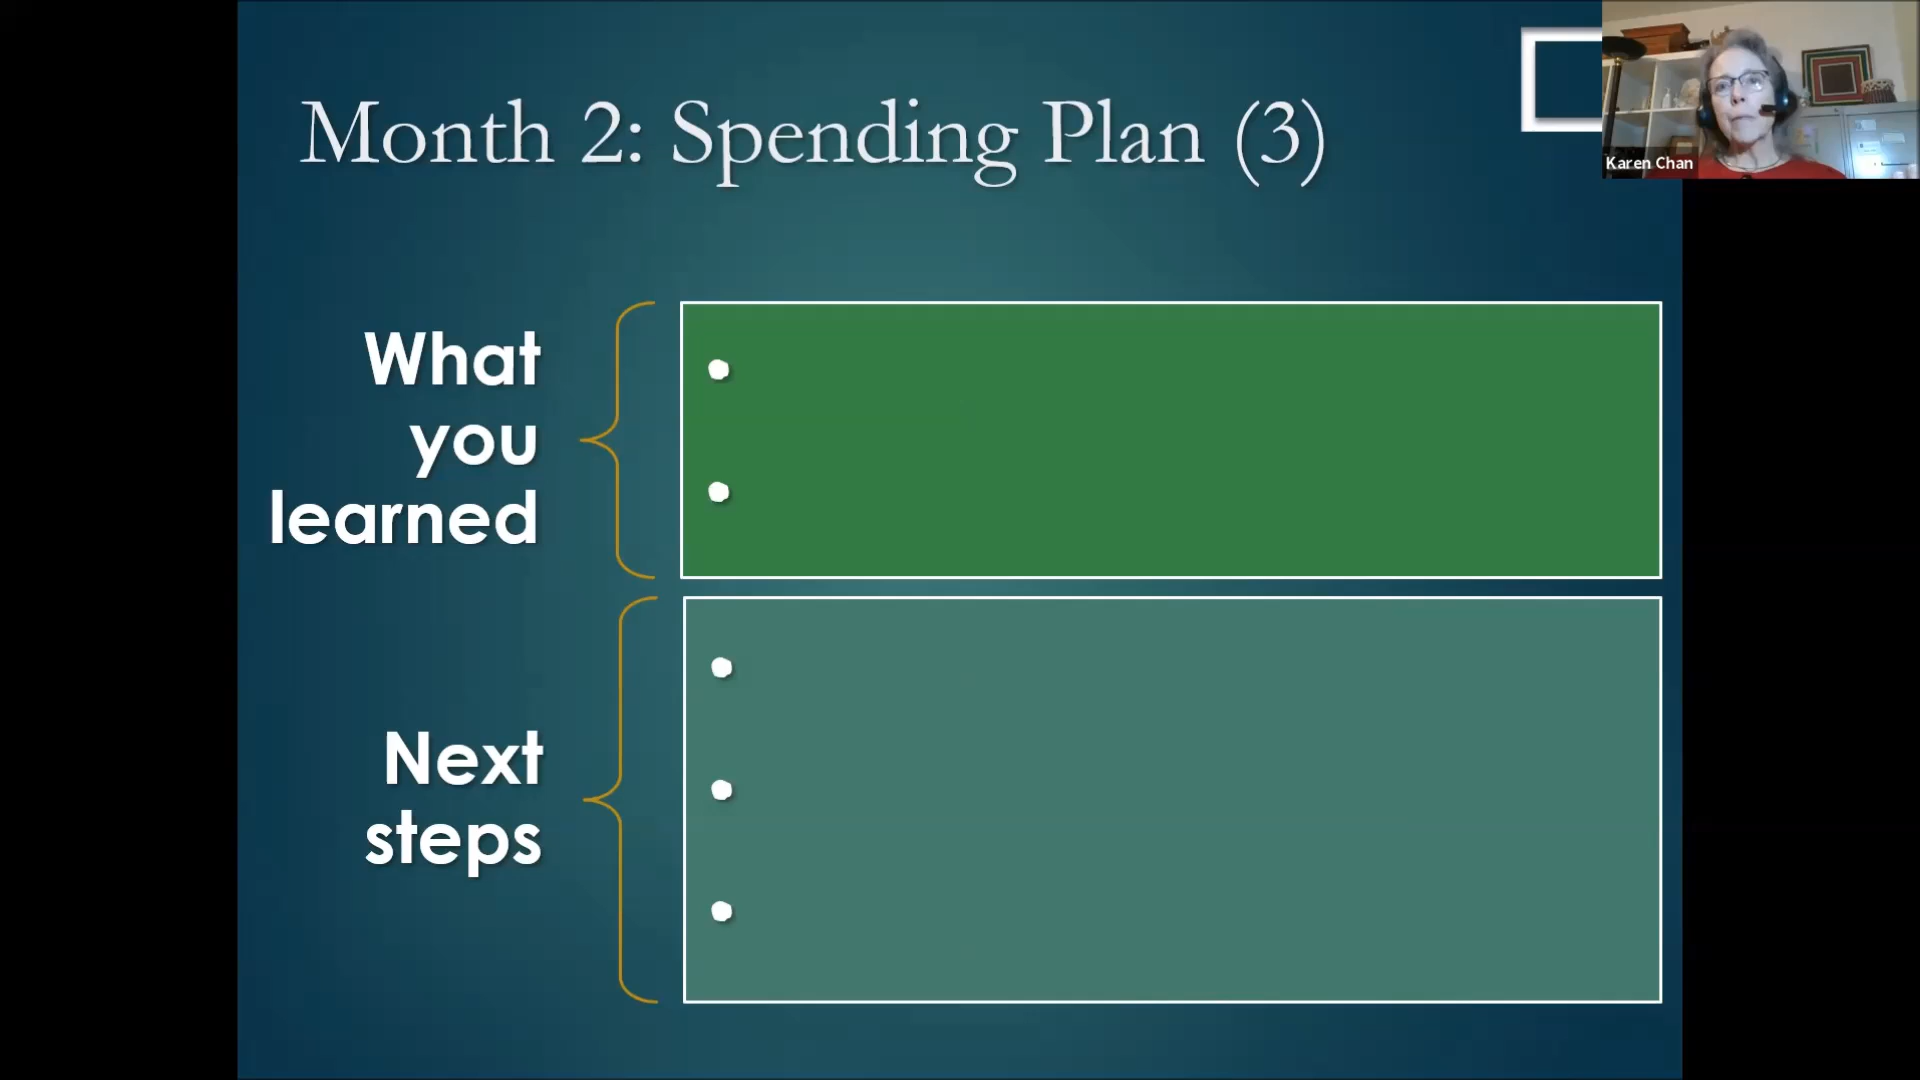 Month 2: Spending Plan (3)
Karen Chan
What
you
learned
Next
steps